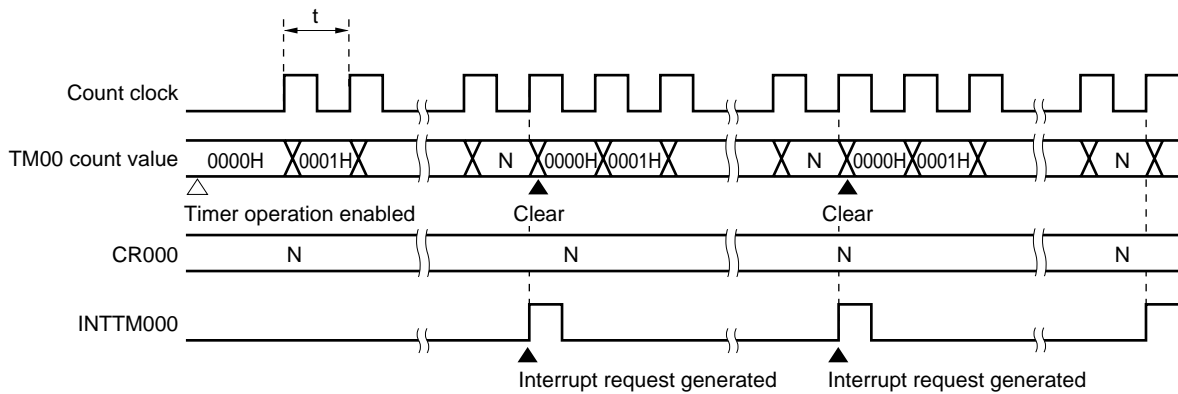 t
Count clock
TM00 count value 0000H 0001H N 0000H 0001H N 0000H 0001H N
Timer operation enabled Clear Clear
CR000 N N N N
INTTM000
Interrupt request generated Interrupt request generated